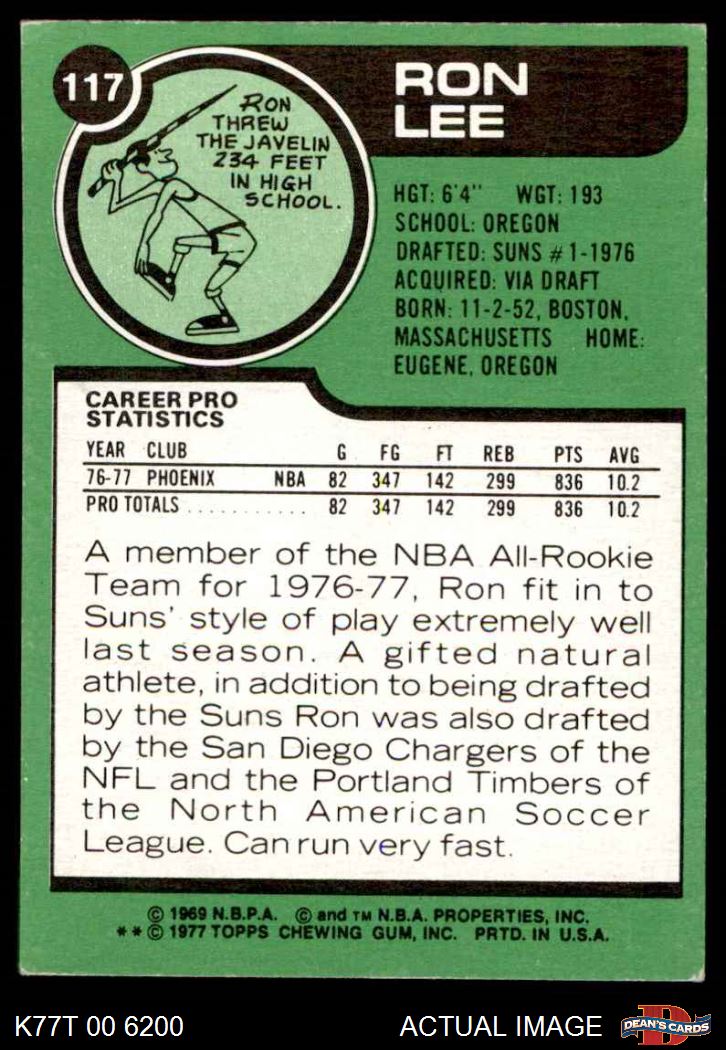 117
RON
LEE
RON
THREW
THE JAVELIN
234 FEET
IN HIGH
SCHOOL.
HGT: 6'4" WGT: 193
SCHOOL: OREGON
DRAFTED: SUNS #1-1976
ACQUIRED: VIA DRAFT
BORN: 11-2-52, BOSTON,
MASSACHUSETTS HOME:
EUGENE, OREGON
CAREER PRO
STATISTICS
YEAR CLUB G FG FT REB PTS AVG
76-77 PHOENIX NBA 82 347 142 299 836 10.2
PRO TOTALS . . . . . . . . . . . 82 347 142 299 836 10.2
A member of the NBA All-Rookie
Team for 1976-77, Ron fit in to
Suns' style of play extremely well
last season. A gifted natural
athlete, in addition to being drafted
by the Suns Ron was also drafted
by the San Diego Chargers of the
NFL and the Portland Timbers of
the North American Soccer
League. Can run very fast.
© 1969 N.B.P.A. © and TM N.B.A. PROPERTIES, INC.
* * © 1977 TOPPS CHEWING GUM, INC. PRTD. IN U.S.A.
K77T 00 6200 ACTUAL IMAGE
D
DEAN'S CARDS